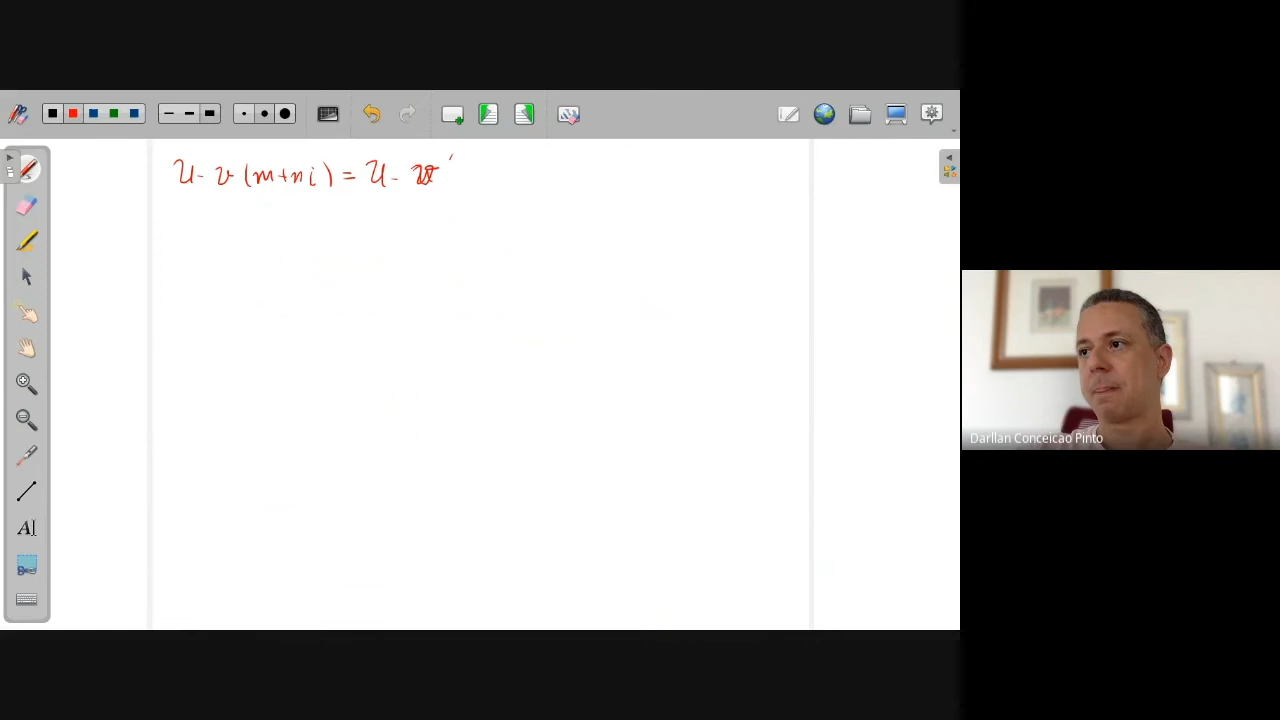 u - v (m+ni) = u -
A
Darllan Conceicao Pinto